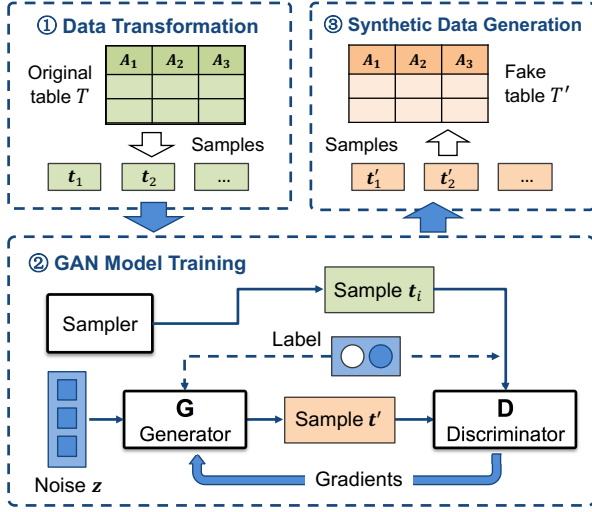 ① Data Transformation
Original
table T
A₁ A₂ A₃
Samples
t₁ t₂ ...
③ Synthetic Data Generation
A₁ A₂ A₃
Fake
table T′
Samples
t′₁ t′₂ ...
② GAN Model Training
Sampler
Sample tᵢ
Label
G
Generator
Sample t′
D
Discriminator
Noise z
Gradients